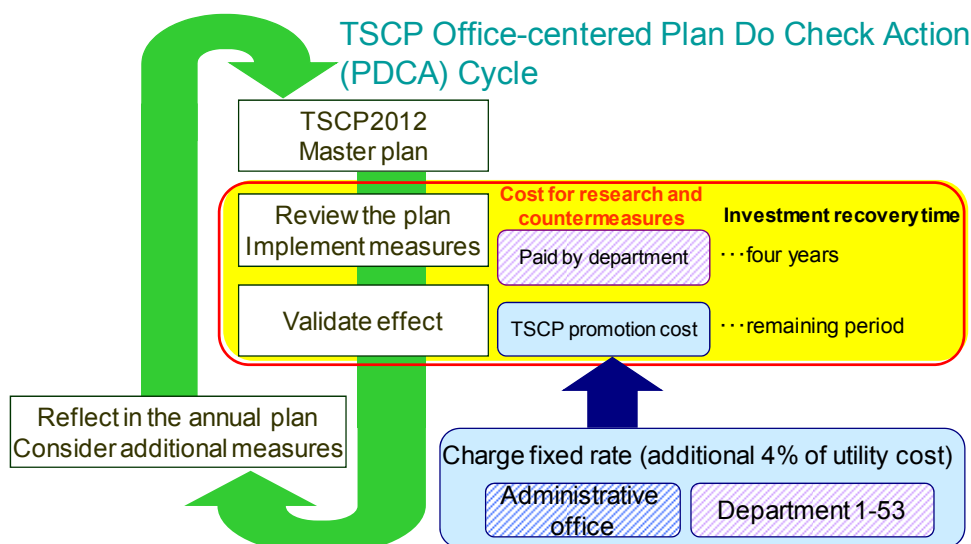 TSCP Office-centered Plan Do Check Action
(PDCA) Cycle
TSCP2012
Master plan
Review the plan
Implement measures
Cost for research and
countermeasures
Investment recovery time
Paid by department
…four years
Validate effect
TSCP promotion cost
…remaining period
Reflect in the annual plan
Consider additional measures
Charge fixed rate (additional 4% of utility cost)
Administrative
office
Department 1-53